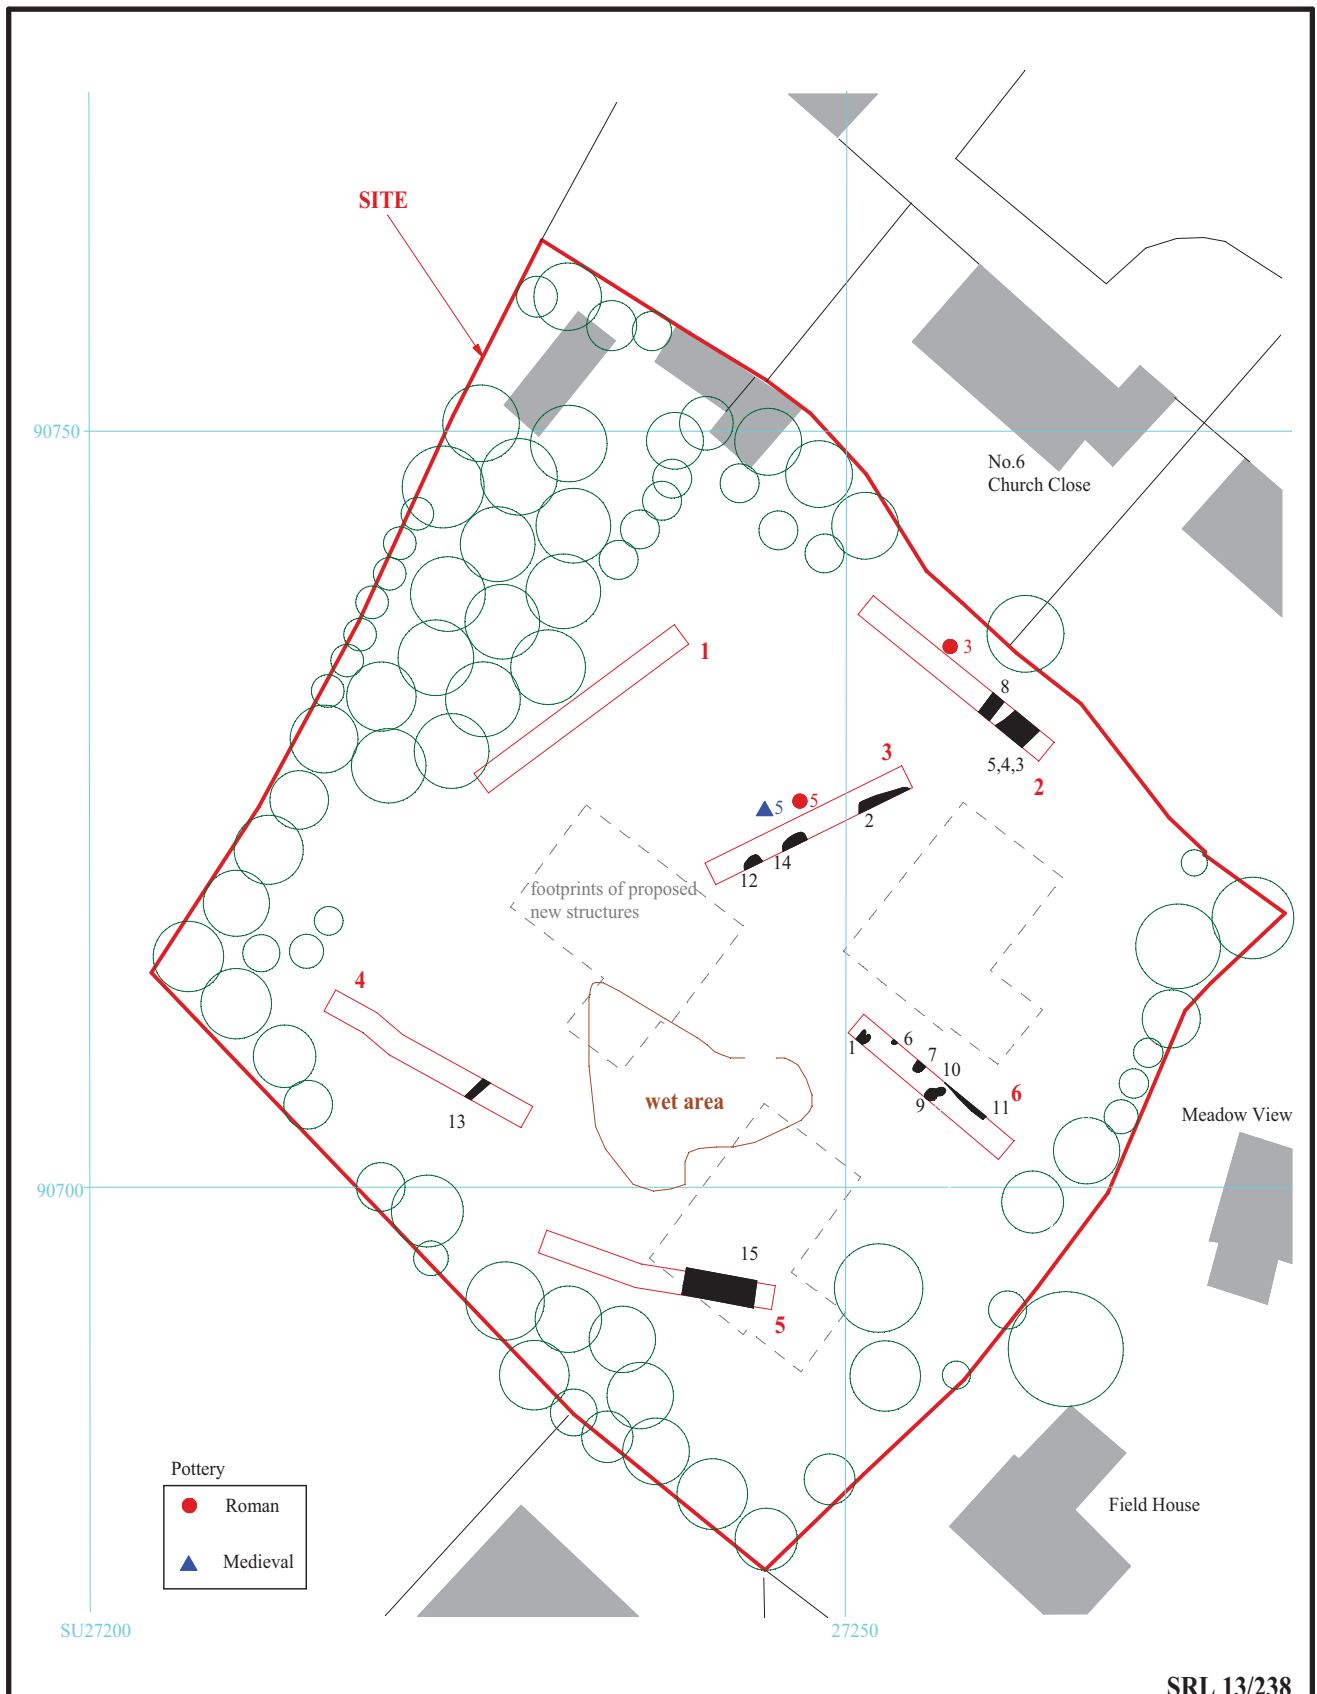 SITE
90750
No.6
Church Close
1
3
8
3
5,4,3
2
5
5
2
14
12
footprints of proposed
new structures
4
1
6
7
10
6
11
9
13
wet area
Meadow View
90700
15
5
Pottery
Roman
Medieval
Field House
SU27200
27250
SRL 13/238